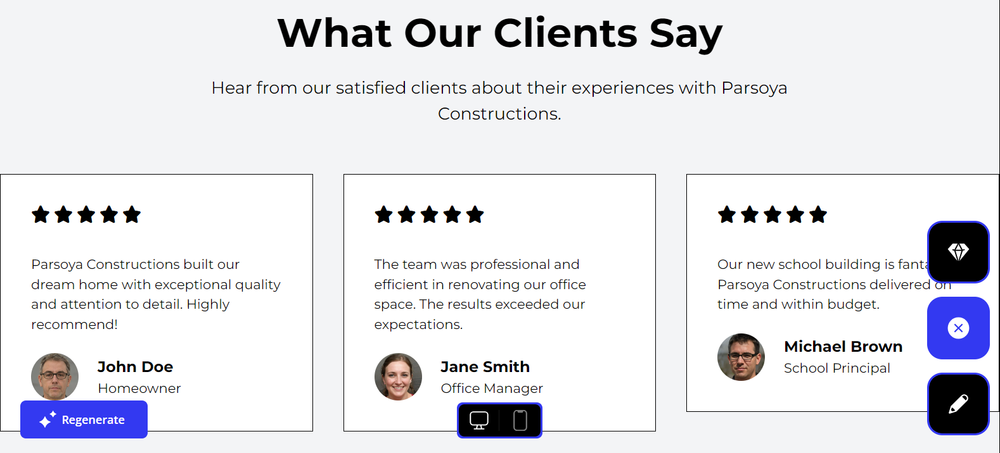 What Our Clients Say
Hear from our satisfied clients about their experiences with Parsoya
Constructions.
Parsoya Constructions built our
dream home with exceptional quality
and attention to detail. Highly
recommend!
John Doe
Homeowner
The team was professional and
efficient in renovating our office
space. The results exceeded our
expectations.
Jane Smith
Office Manager
Our new school building is
Parsoya Constructions delivered on
time and within budget.
Michael Brown
School Principal
Regenerate